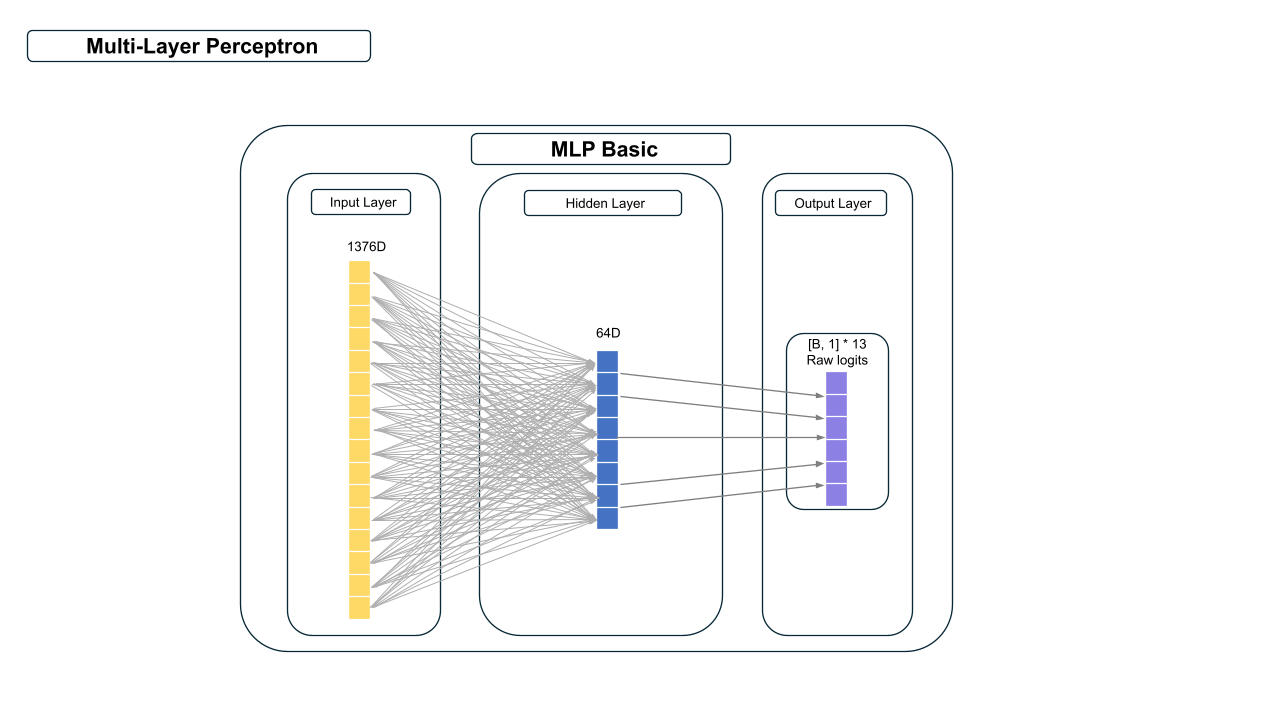 Multi-Layer Perceptron
MLP Basic
Input Layer
Hidden Layer
Output Layer
1376D
64D
[B, 1] * 13
Raw logits